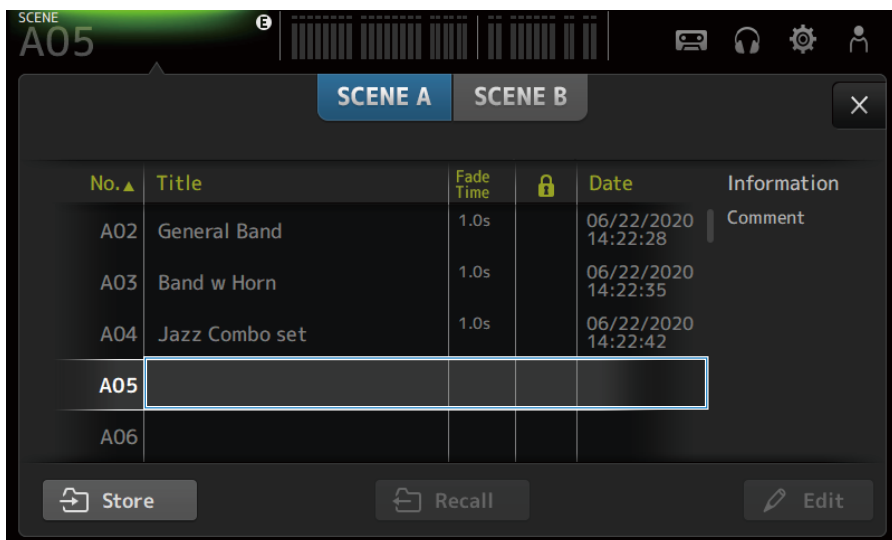 SCENE
A05
E
SCENE A SCENE B
No.▲ Title Fade Time Date Information
A02 General Band 1.0s 06/22/2020 14:22:28 Comment
A03 Band w Horn 1.0s 06/22/2020 14:22:35
A04 Jazz Combo set 1.0s 06/22/2020 14:22:42
A05
A06
Store Recall Edit